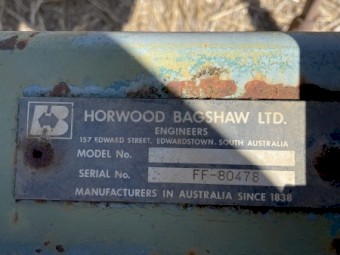 HORWOOD BAGSHAW LTD.
ENGINEERS
157 EDWARD STREET, EDWARDSTOWN, SOUTH AUSTRALIA
MODEL No.
SERIAL No. FF-80478
MANUFACTURERS IN AUSTRALIA SINCE 1838